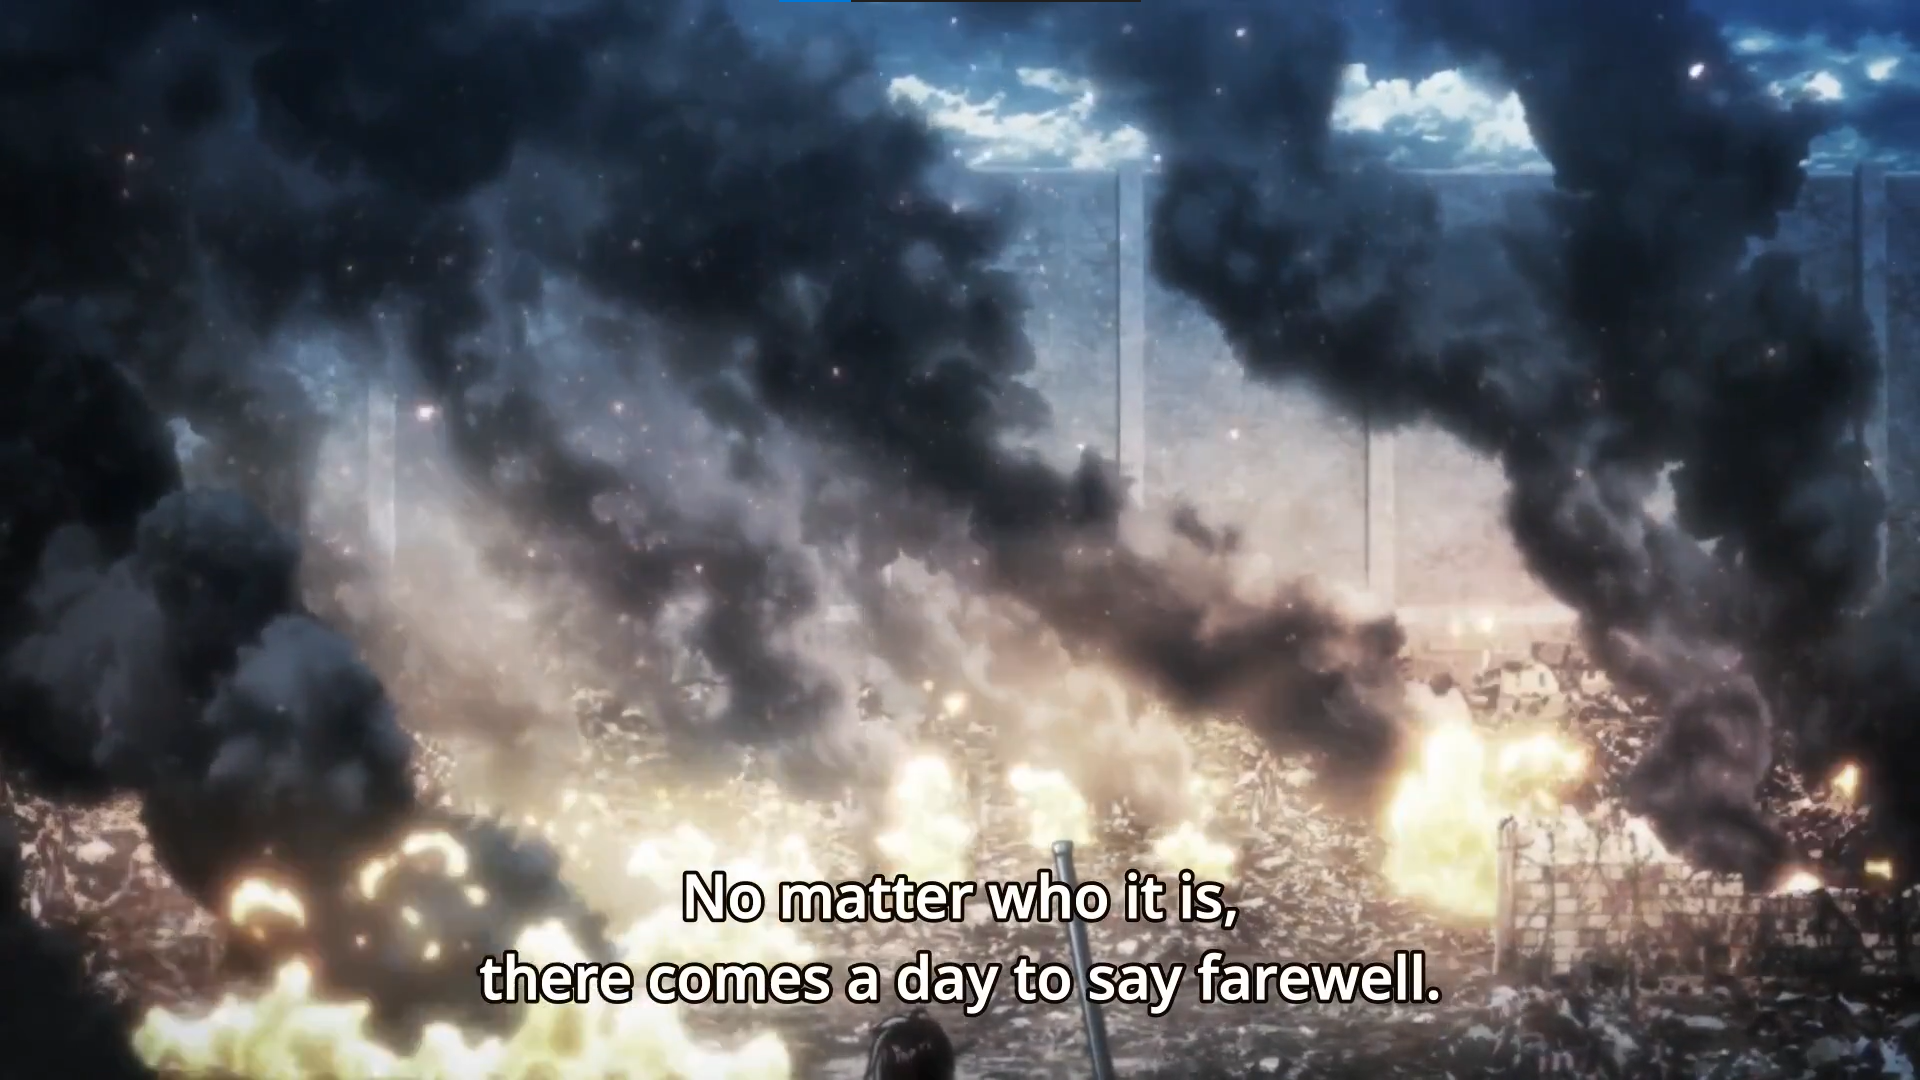 No matter who it is,
there comes a day to say farewell.